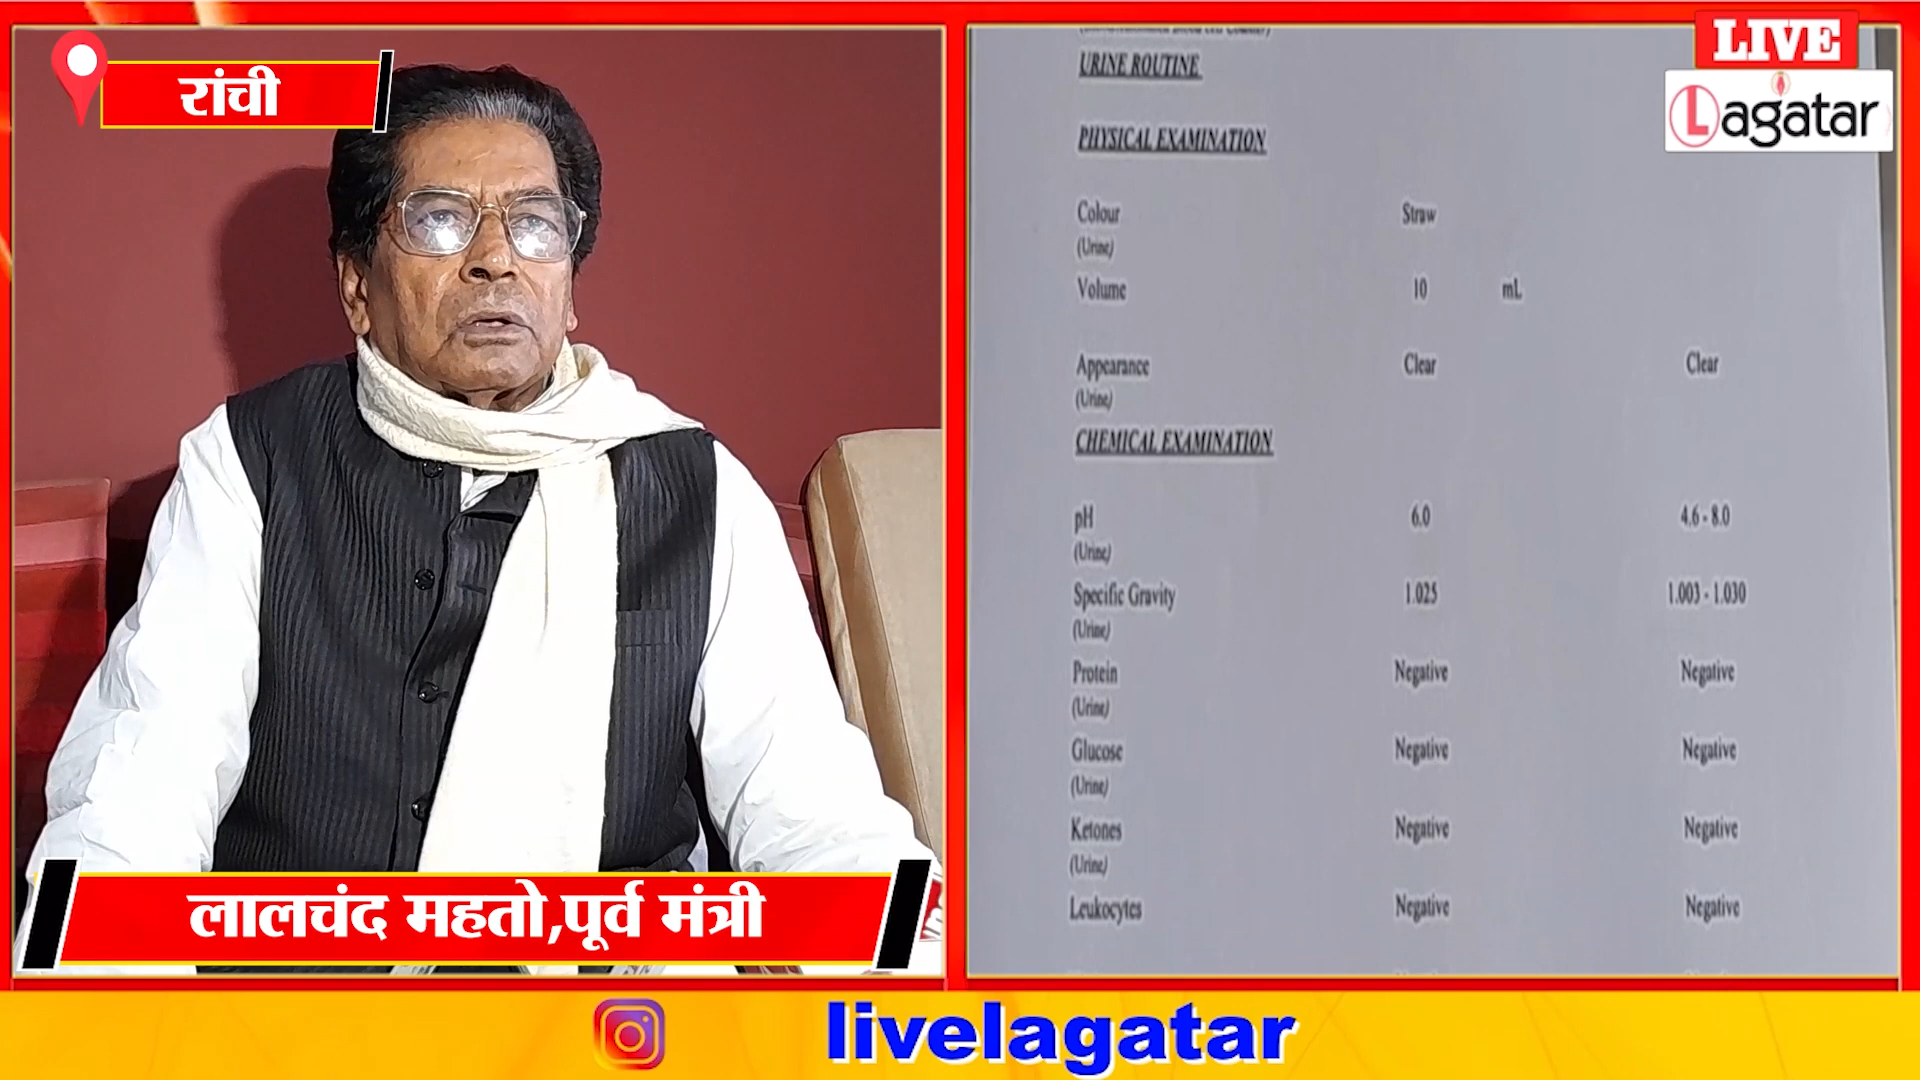 रांची
लालचंद महतो,पूर्व मंत्री
LIVE
Lagatar
URINE ROUTINE
PHYSICAL EXAMINATION
Colour Straw
(Urine)
Volume 10 mL
Appearance Clear Clear
(Urine)
CHEMICAL EXAMINATION
pH 6.0 4.6 - 8.0
(Urine)
Specific Gravity 1.025 1.003 - 1.030
(Urine)
Protein Negative Negative
(Urine)
Glucose Negative Negative
(Urine)
Ketones Negative Negative
(Urine)
Leukocytes Negative Negative
livelagatar